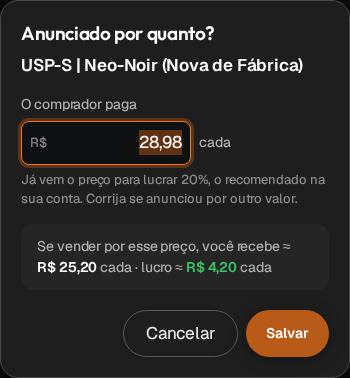 Anunciado por quanto?
USP-S | Neo-Noir (Nova de Fábrica)
O comprador paga
R$ 28,98 cada
Já vem o preço para lucrar 20%, o recomendado na
sua conta. Corrija se anunciou por outro valor.
Se vender por esse preço, você recebe ≈
R$ 25,20 cada · lucro ≈ R$ 4,20 cada
Cancelar Salvar